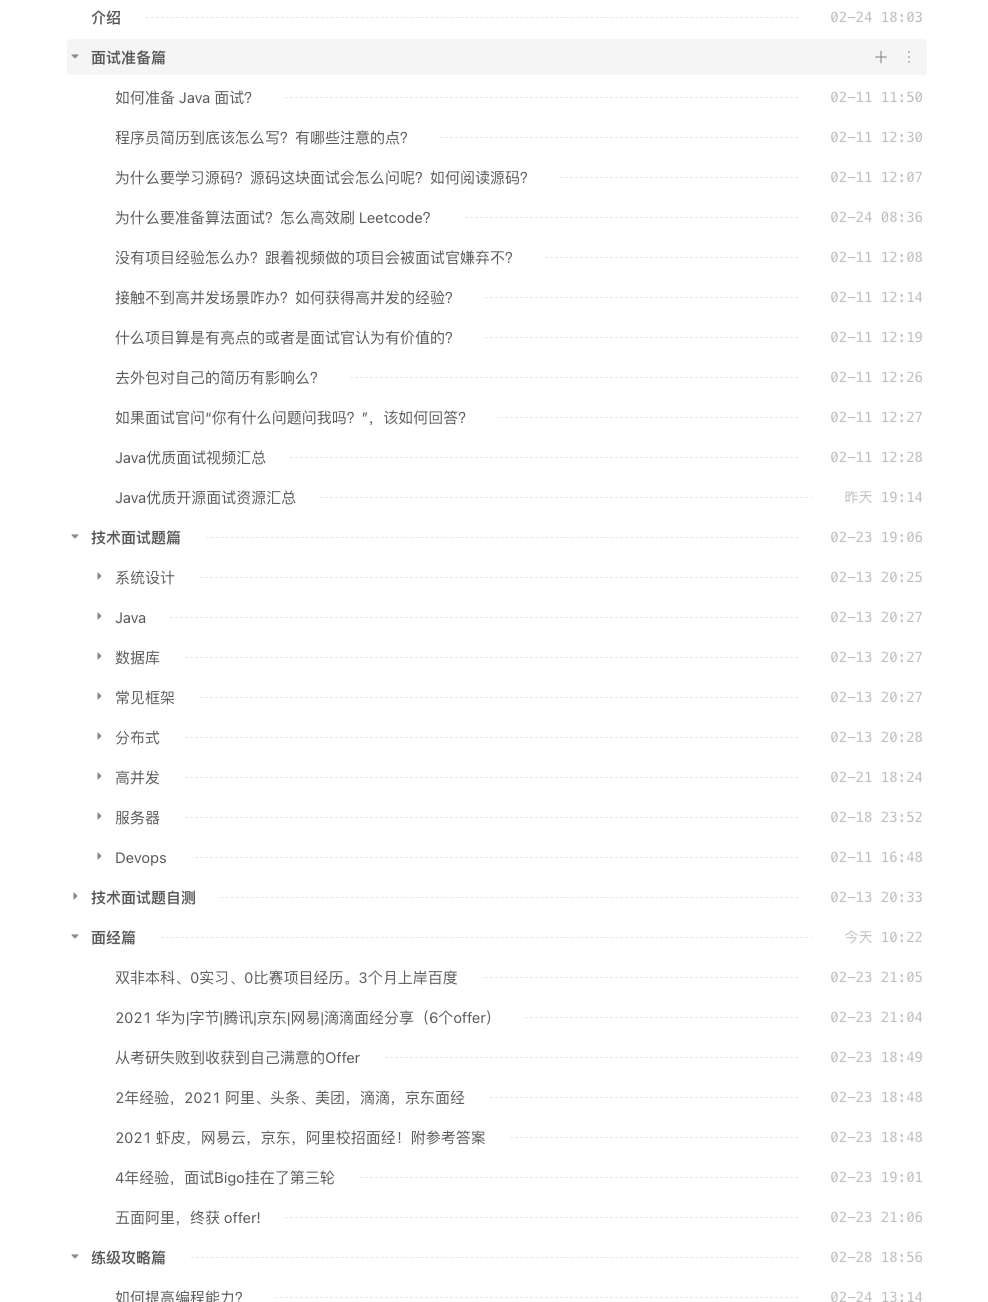 介绍 02-24 18:03
面试准备篇
如何准备 Java 面试？ 02-11 11:50
程序员简历到底该怎么写？有哪些注意的点？ 02-11 12:30
为什么要学习源码？源码这块面试会怎么问呢？如何阅读源码？ 02-11 12:07
为什么要准备算法面试？怎么高效刷 Leetcode？ 02-24 08:36
没有项目经验怎么办？跟着视频做的项目会被面试官嫌弃不？ 02-11 12:08
接触不到高并发场景咋办？如何获得高并发的经验？ 02-11 12:14
什么项目算是有亮点的或者是面试官认为有价值的？ 02-11 12:19
去外包对自己的简历有影响么？ 02-11 12:26
如果面试官问“你有什么问题问我吗？”，该如何回答？ 02-11 12:27
Java优质面试视频汇总 02-11 12:28
Java优质开源面试资源汇总 昨天 19:14
技术面试题篇 02-23 19:06
系统设计 02-13 20:25
Java 02-13 20:27
数据库 02-13 20:27
常见框架 02-13 20:27
分布式 02-13 20:28
高并发 02-21 18:24
服务器 02-18 23:52
Devops 02-11 16:48
技术面试题自测 02-13 20:33
面经篇 今天 10:22
双非本科、0实习、0比赛项目经历。3个月上岸百度 02-23 21:05
2021 华为|字节|腾讯|京东|网易|滴滴面经分享（6个offer） 02-23 21:04
从考研失败到收获到自己满意的Offer 02-23 18:49
2年经验，2021 阿里、头条、美团，滴滴，京东面经 02-23 18:48
2021 虾皮，网易云，京东，阿里校招面经！附参考答案 02-23 18:48
4年经验，面试Bigo挂在了第三轮 02-23 19:01
五面阿里，终获 offer! 02-23 21:06
练级攻略篇 02-28 18:56
如何提高编程能力？ 02-24 13:14